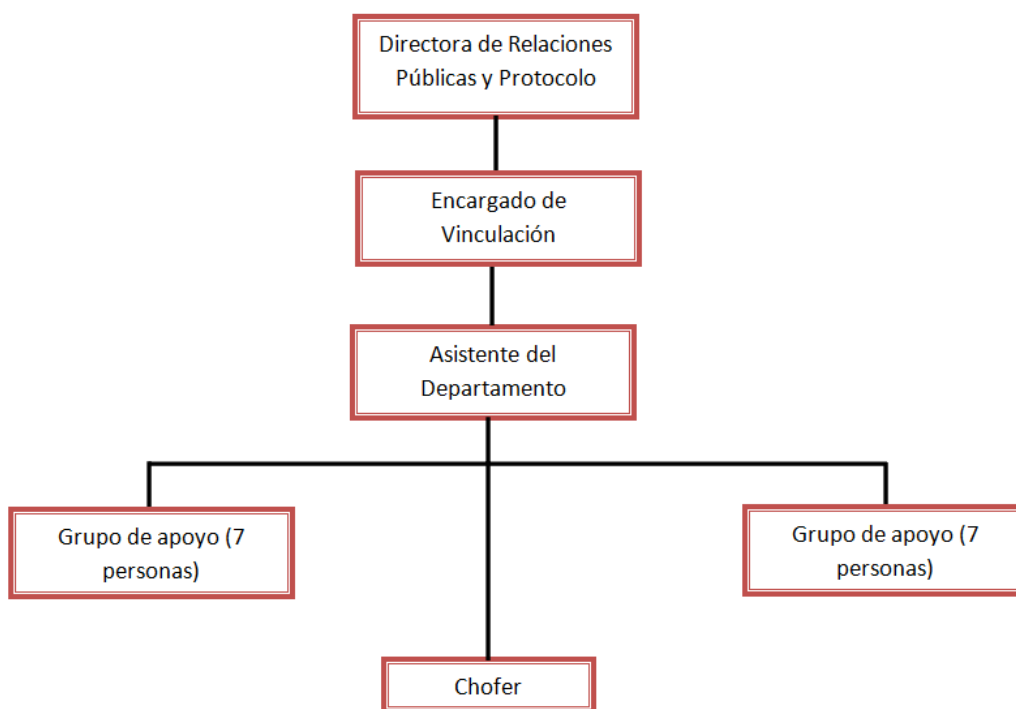 Directora de Relaciones
Públicas y Protocolo
Encargado de
Vinculación
Asistente del
Departamento
Grupo de apoyo (7
personas)
Grupo de apoyo (7
personas)
Chofer